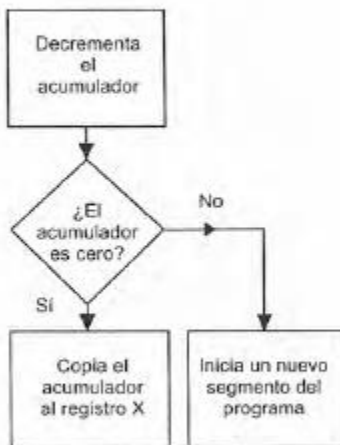 Decrementa
el
acumulador
¿El
acumulador
es cero?
No
Sí
Copia el
acumulador
al registro X
Inicia un nuevo
segmento del
programa